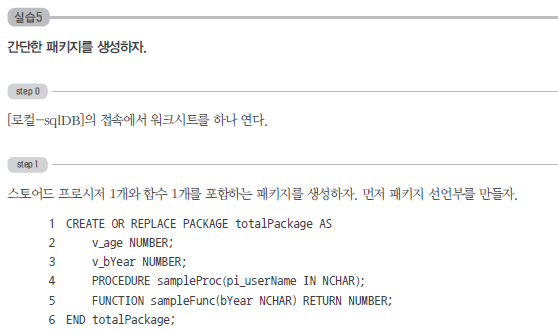 실습5
간단한 패키지를 생성하자.
step 0
[로컬-sqlDB]의 접속에서 워크시트를 하나 연다.
step 1
스토어드 프로시저 1개와 함수 1개를 포함하는 패키지를 생성하자. 먼저 패키지 선언부를 만들자.
1 CREATE OR REPLACE PACKAGE totalPackage AS
2 v_age NUMBER;
3 v_bYear NUMBER;
4 PROCEDURE sampleProc(pi_userName IN NCHAR);
5 FUNCTION sampleFunc(bYear NCHAR) RETURN NUMBER;
6 END totalPackage;